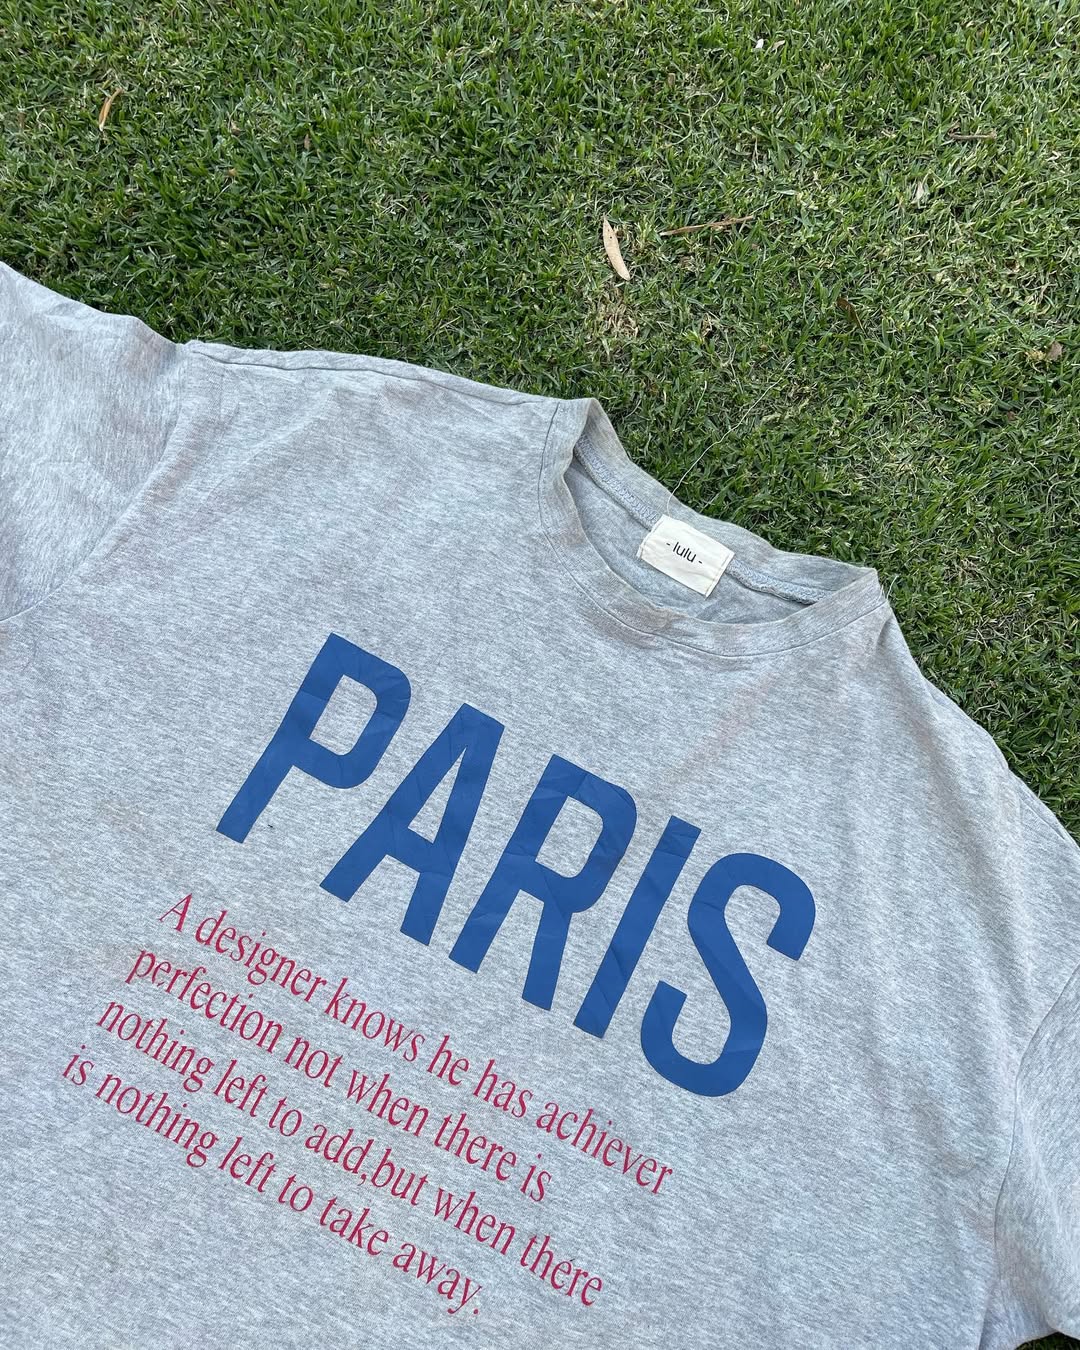 - lulu -
PARIS
A designer knows he has achiever
perfection not when there is
nothing left to add,but when there
is nothing left to take away.